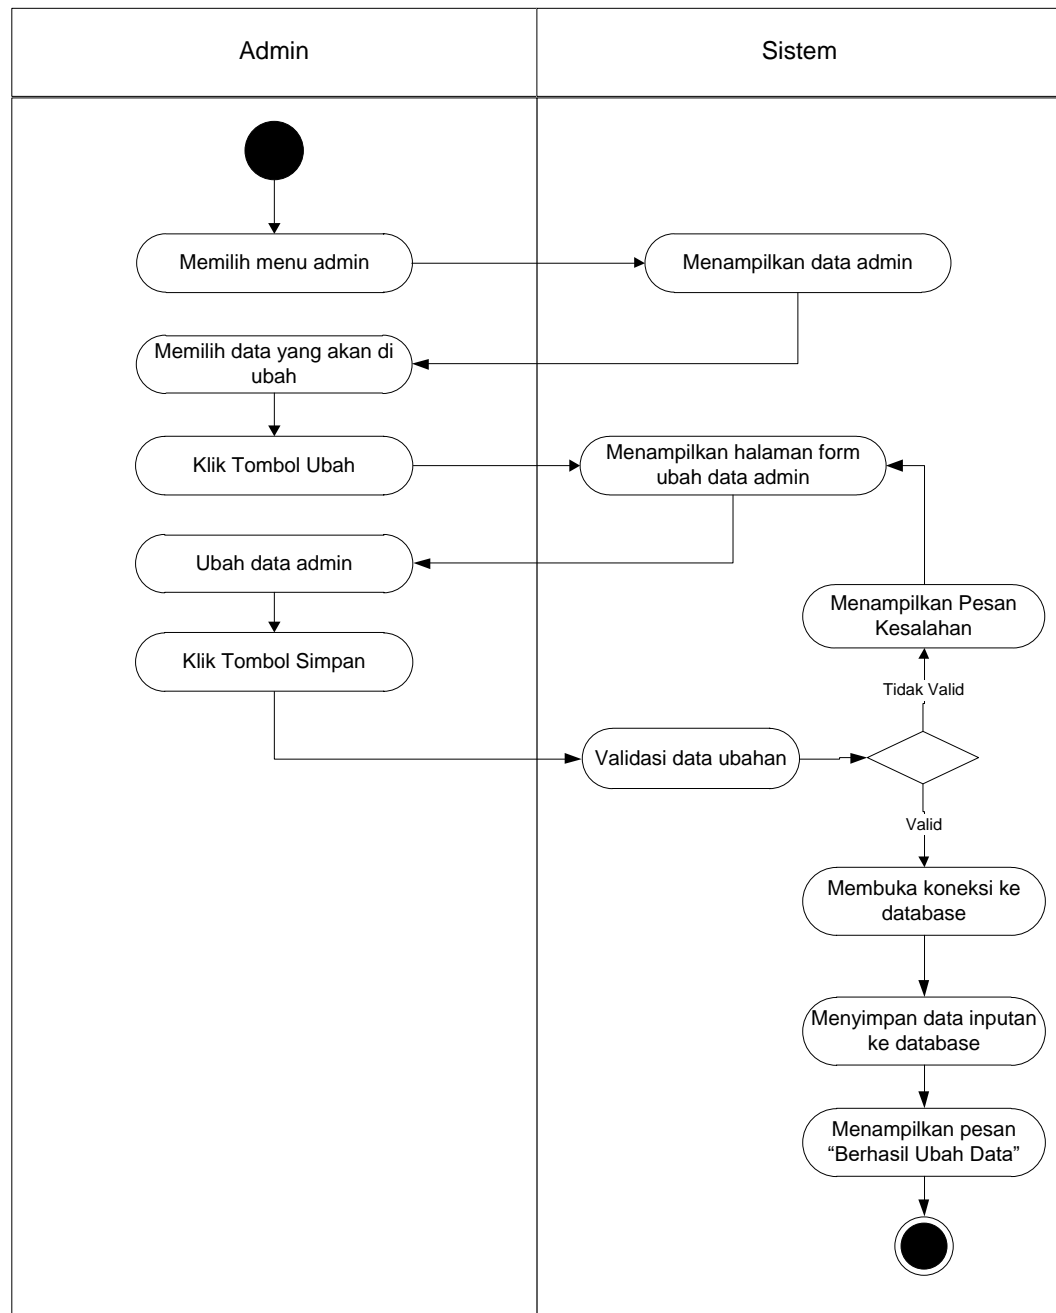 Admin
Sistem
Memilih menu admin
Menampilkan data admin
Memilih data yang akan di
ubah
Klik Tombol Ubah
Menampilkan halaman form
ubah data admin
Ubah data admin
Menampilkan Pesan
Kesalahan
Klik Tombol Simpan
Tidak Valid
Validasi data ubahan
Valid
Membuka koneksi ke
database
Menyimpan data inputan
ke database
Menampilkan pesan
“Berhasil Ubah Data”